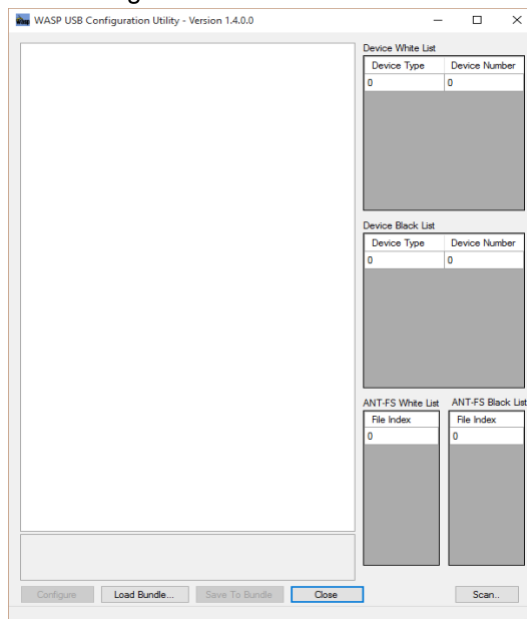 WASP USB Configuration Utility - Version 1.4.0.0
Device White List
Device Type Device Number
0 0
Device Black List
Device Type Device Number
0 0
ANT-FS White List ANT-FS Black List
File Index File Index
0 0
Configure Load Bundle... Save To Bundle Close Scan..